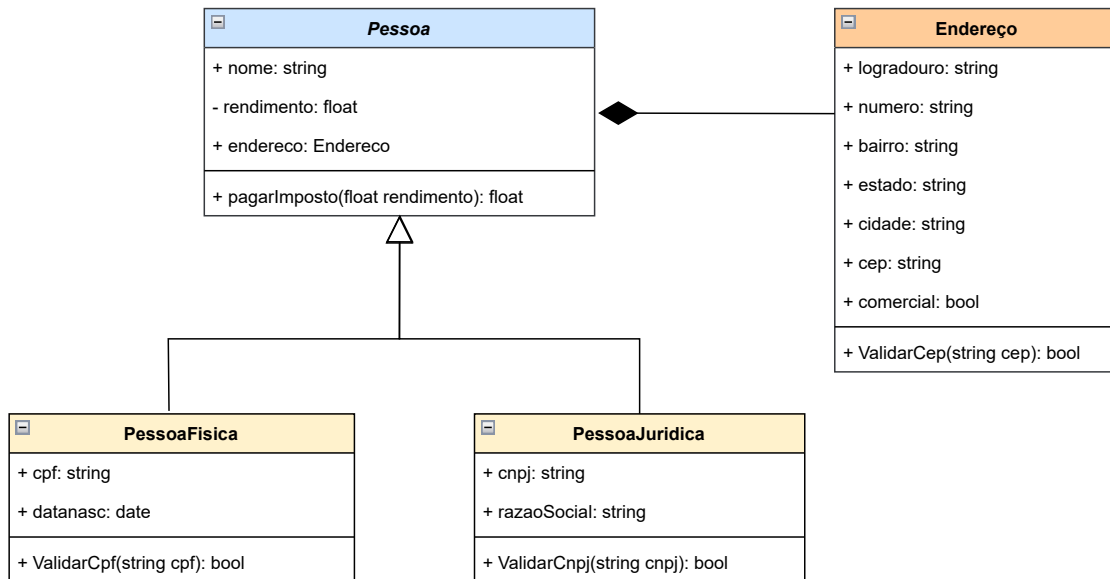 Pessoa
+ nome: string
- rendimento: float
+ endereco: Endereco
+ pagarImposto(float rendimento): float
Endereço
+ logradouro: string
+ numero: string
+ bairro: string
+ estado: string
+ cidade: string
+ cep: string
+ comercial: bool
+ ValidarCep(string cep): bool
PessoaFisica
+ cpf: string
+ datanasc: date
+ ValidarCpf(string cpf): bool
PessoaJuridica
+ cnpj: string
+ razaoSocial: string
+ ValidarCnpj(string cnpj): bool